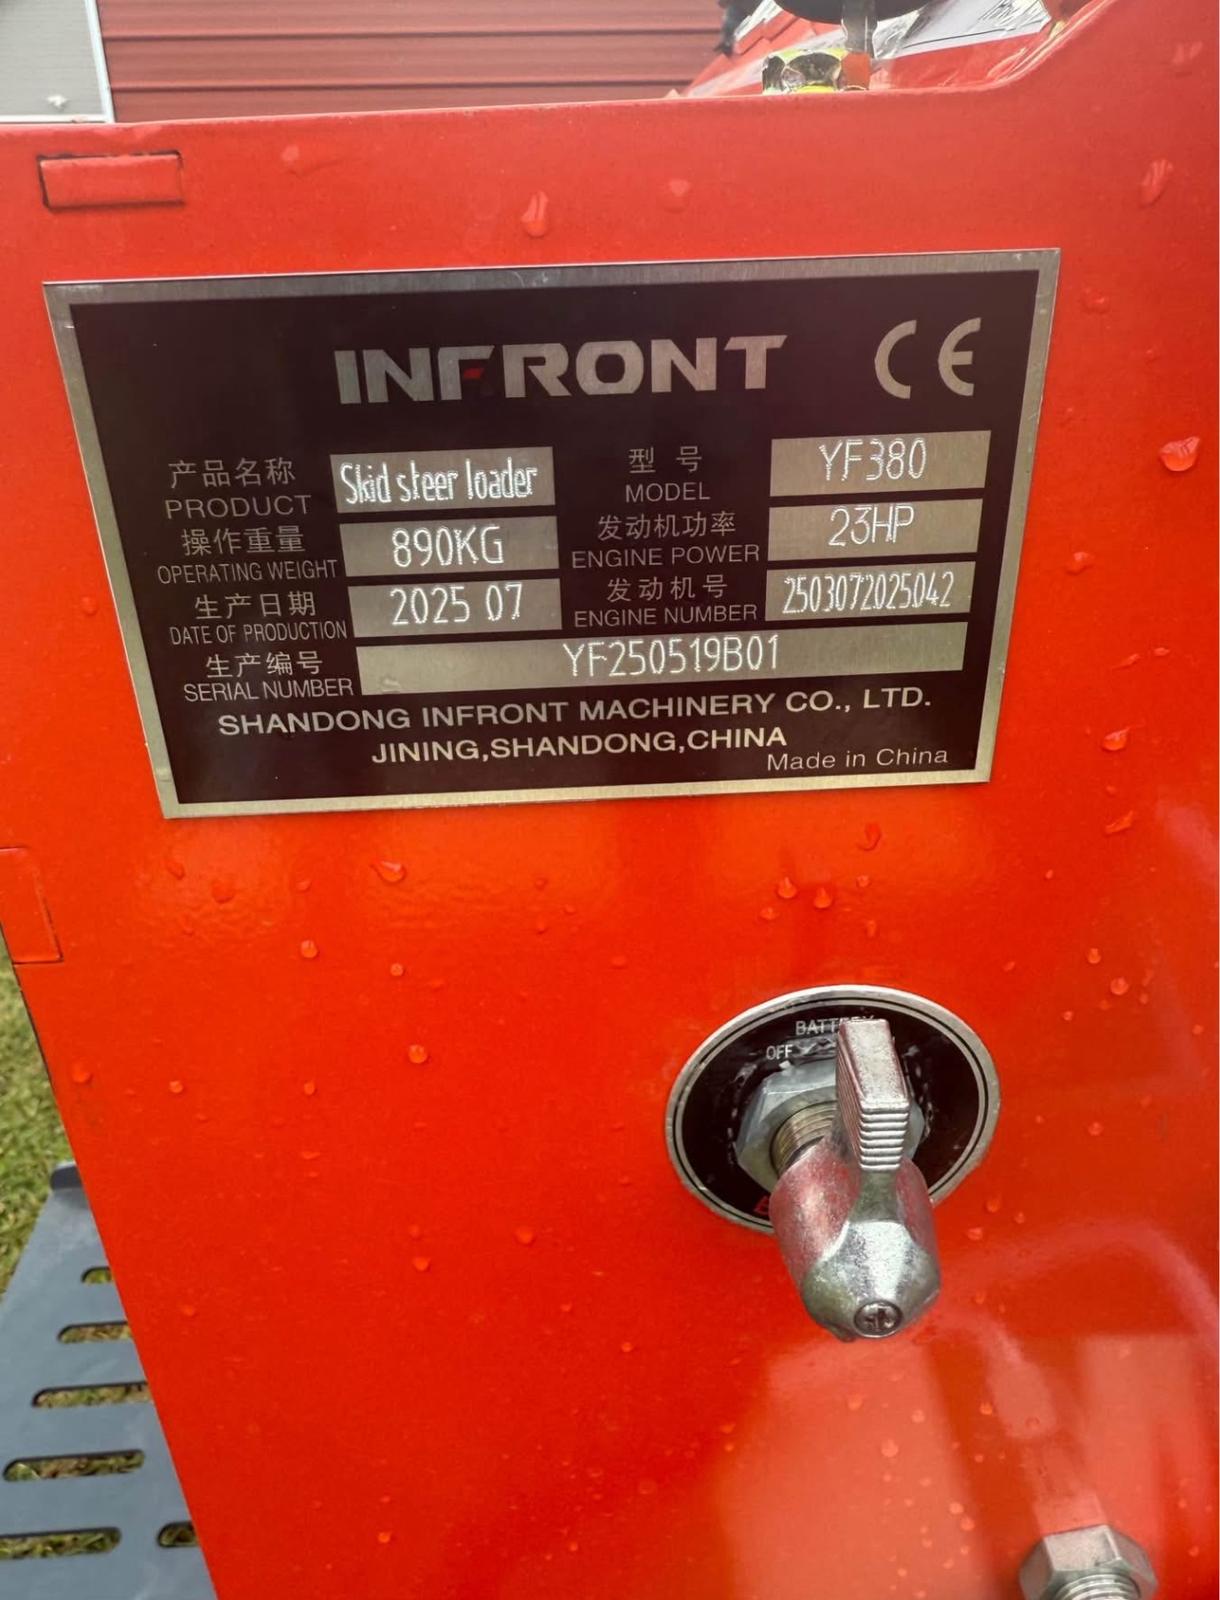 INFRONT CE
产品名称 Skid steer loader 型号 YF380
PRODUCT MODEL
操作重量 890KG 发动机功率 23HP
OPERATING WEIGHT ENGINE POWER
生产日期 2025 07 发动机号 2503072025042
DATE OF PRODUCTION ENGINE NUMBER
生产编号 YF250519B01
SERIAL NUMBER
SHANDONG INFRONT MACHINERY CO., LTD.
JINING,SHANDONG,CHINA
Made in China
BATTERY
OFF